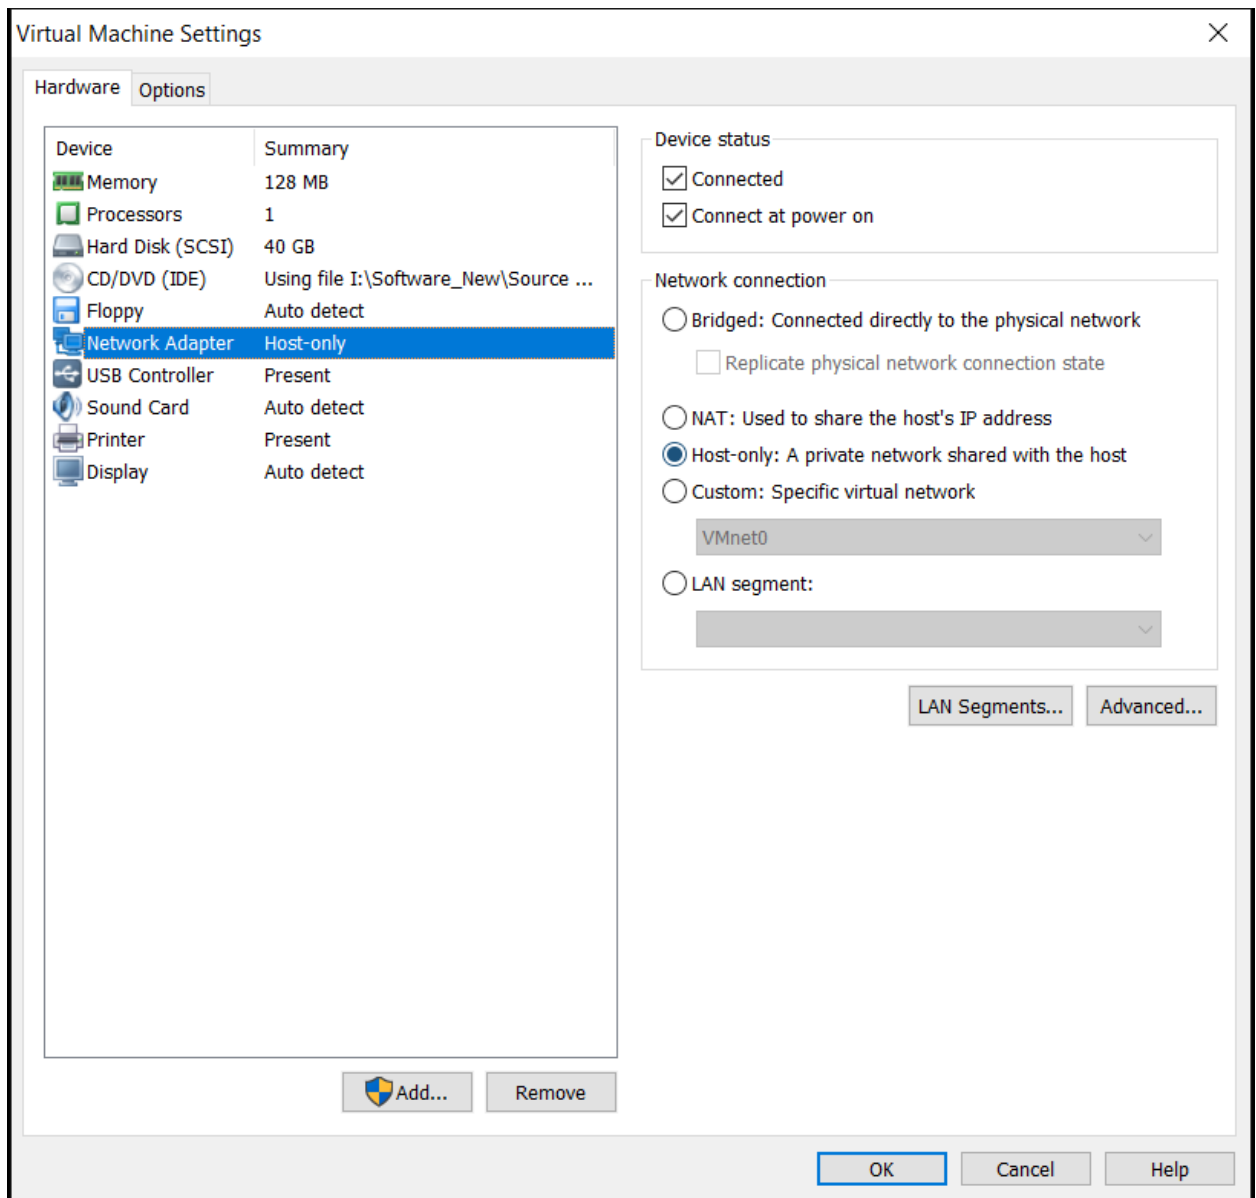 Virtual Machine Settings
Hardware Options
Device Summary
Memory 128 MB
Processors 1
Hard Disk (SCSI) 40 GB
CD/DVD (IDE) Using file I:\Software_New\Source ...
Floppy Auto detect
Network Adapter Host-only
USB Controller Present
Sound Card Auto detect
Printer Present
Display Auto detect
Add... Remove
Device status
Connected
Connect at power on
Network connection
Bridged: Connected directly to the physical network
Replicate physical network connection state
NAT: Used to share the host's IP address
Host-only: A private network shared with the host
Custom: Specific virtual network
VMnet0
LAN segment:
LAN Segments... Advanced...
OK Cancel Help